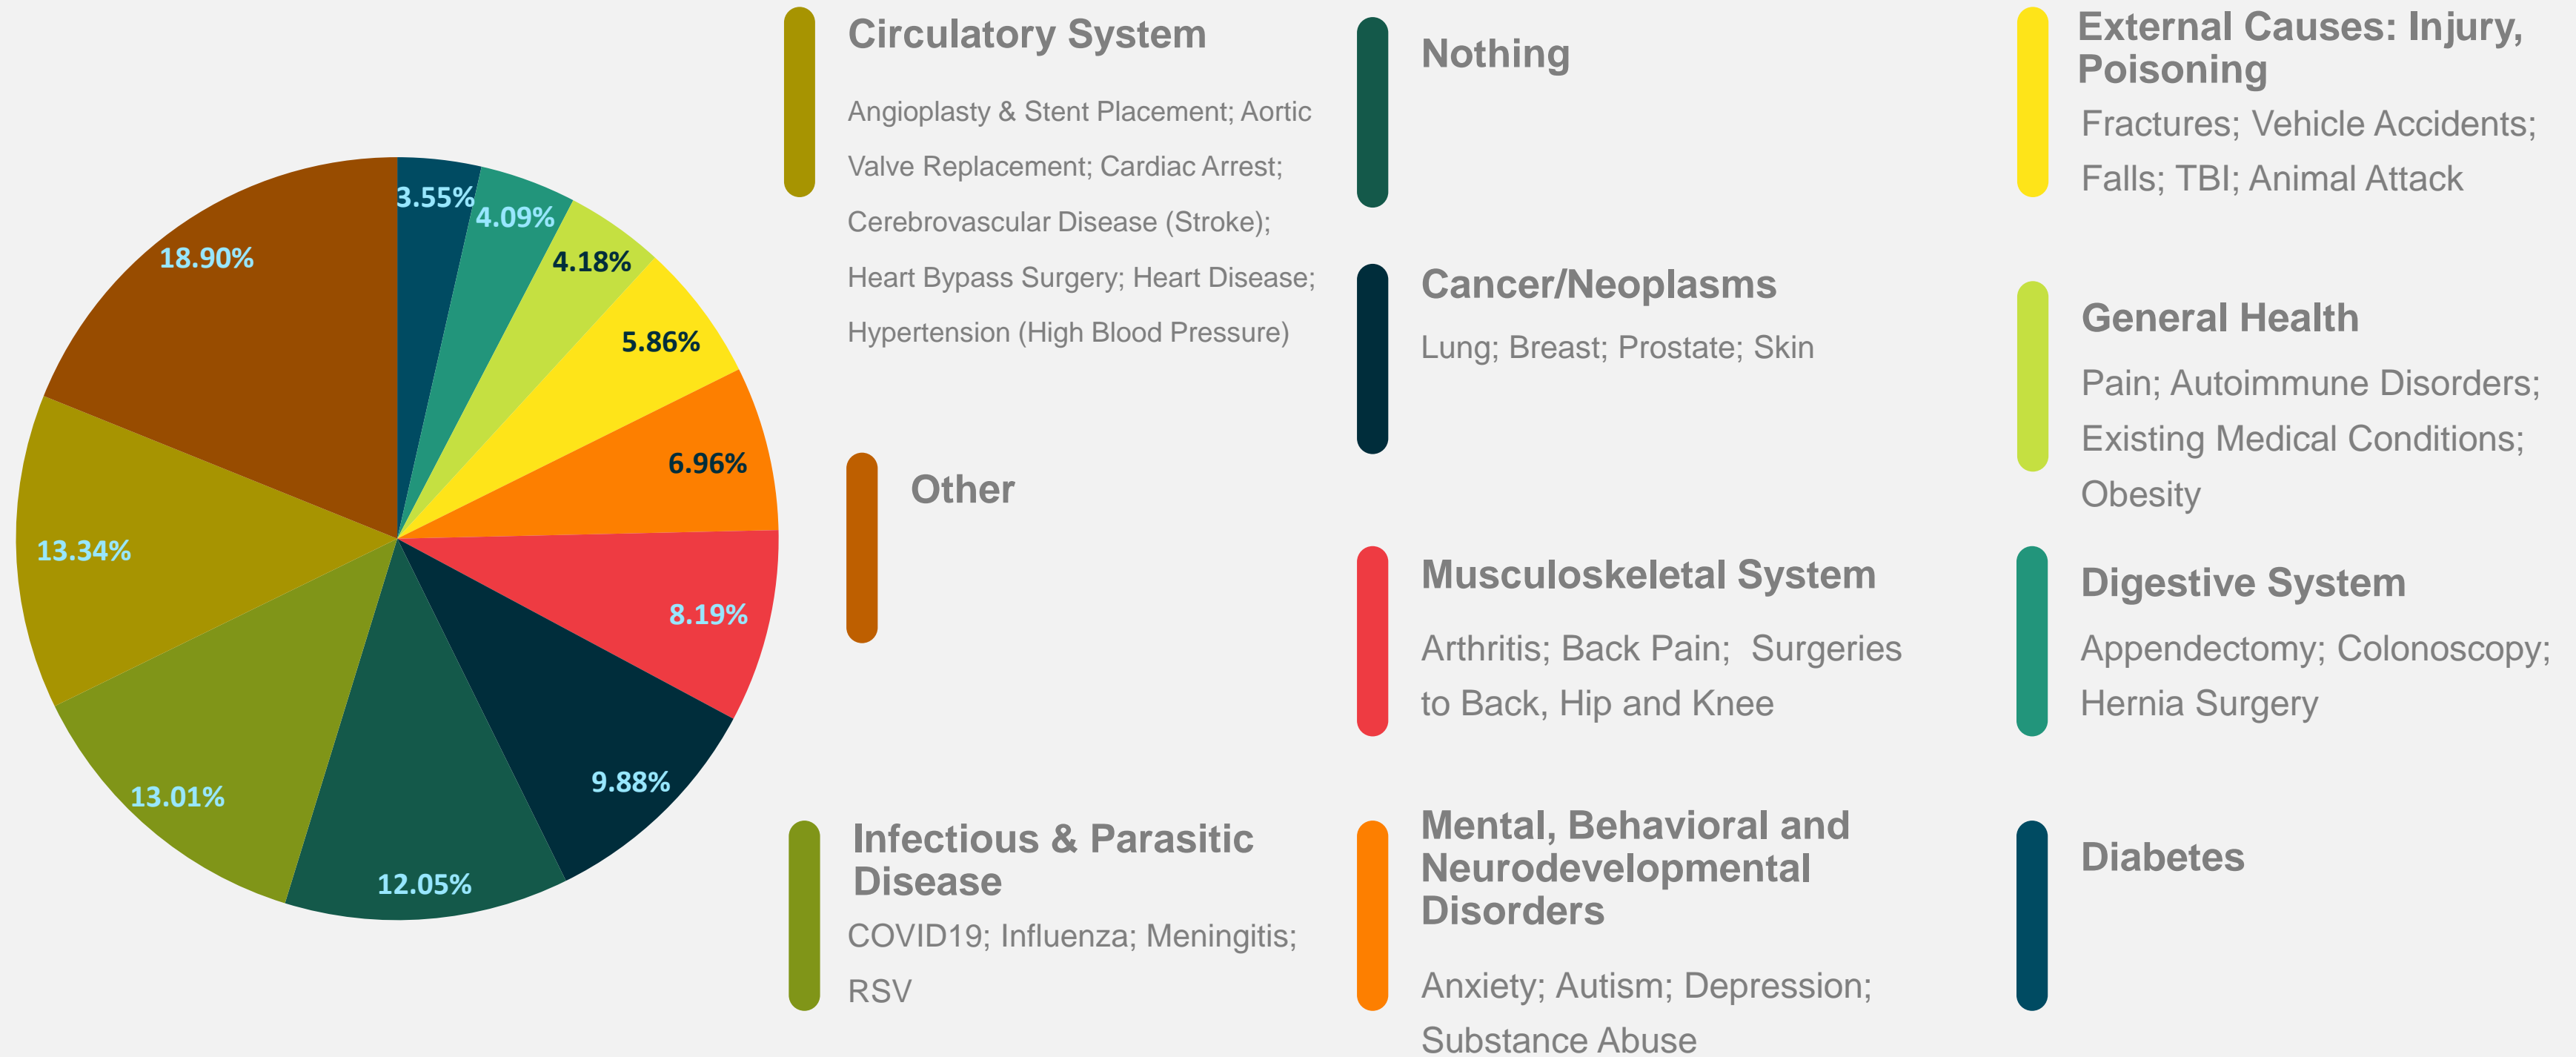 3.55%
4.09%
4.18%
5.86%
6.96%
8.19%
9.88%
12.05%
13.01%
13.34%
18.90%
Circulatory System
Angioplasty & Stent Placement; Aortic
Valve Replacement; Cardiac Arrest;
Cerebrovascular Disease (Stroke);
Heart Bypass Surgery; Heart Disease;
Hypertension (High Blood Pressure)
Other
Infectious & Parasitic
Disease
COVID19; Influenza; Meningitis;
RSV
Nothing
Cancer/Neoplasms
Lung; Breast; Prostate; Skin
Musculoskeletal System
Arthritis; Back Pain;  Surgeries
to Back, Hip and Knee
Mental, Behavioral and
Neurodevelopmental
Disorders
Anxiety; Autism; Depression;
Substance Abuse
External Causes: Injury,
Poisoning
Fractures; Vehicle Accidents;
Falls; TBI; Animal Attack
General Health
Pain; Autoimmune Disorders;
Existing Medical Conditions;
Obesity
Digestive System
Appendectomy; Colonoscopy;
Hernia Surgery
Diabetes